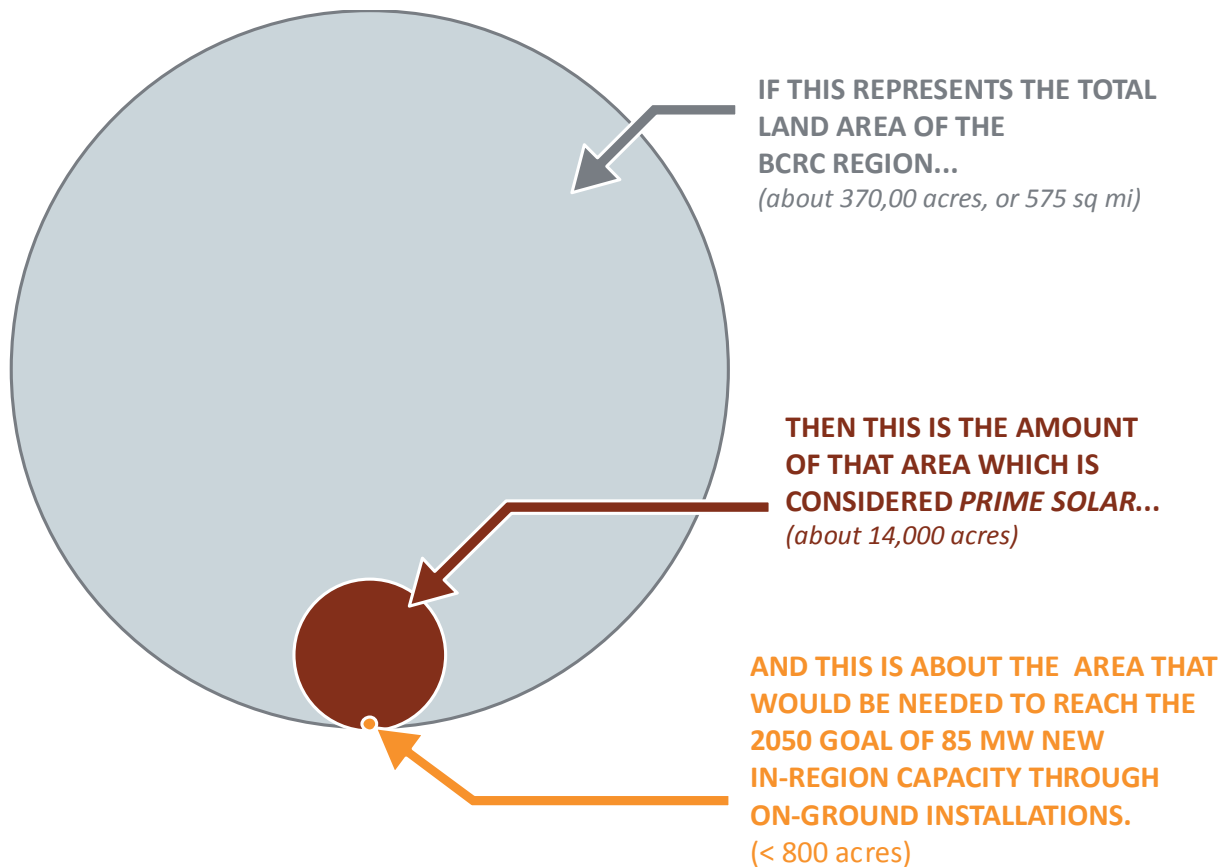 IF THIS REPRESENTS THE TOTAL
LAND AREA OF THE
BCRC REGION...
(about 370,00 acres, or 575 sq mi)
THEN THIS IS THE AMOUNT
OF THAT AREA WHICH IS
CONSIDERED PRIME SOLAR...
(about 14,000 acres)
AND THIS IS ABOUT THE  AREA THAT
WOULD BE NEEDED TO REACH THE
2050 GOAL OF 85 MW NEW
IN-REGION CAPACITY THROUGH
ON-GROUND INSTALLATIONS.
(< 800 acres)